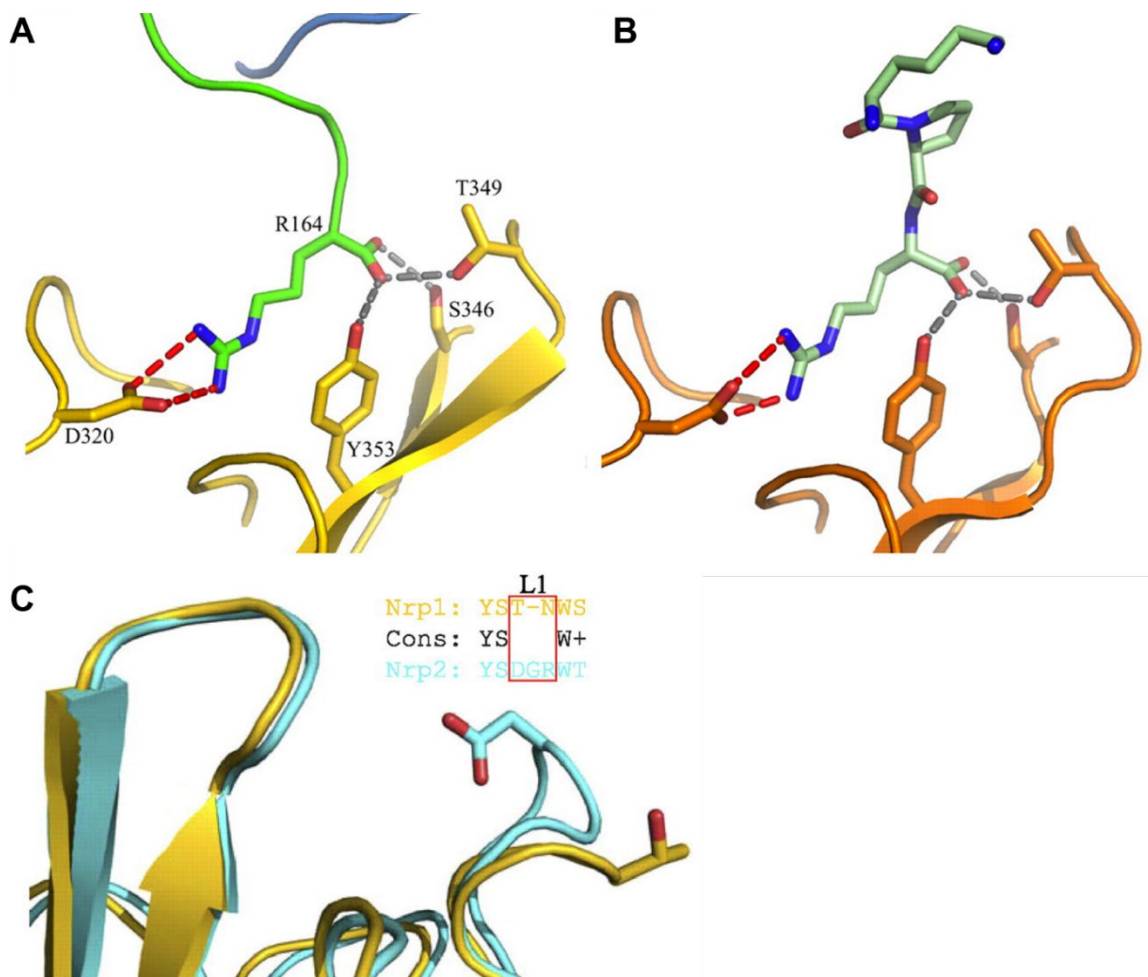 A
B
T349
R164
S346
D320
Y353
C
L1
Nrp1: YST-NWS
Cons: YS W+
Nrp2: YSDGRWT